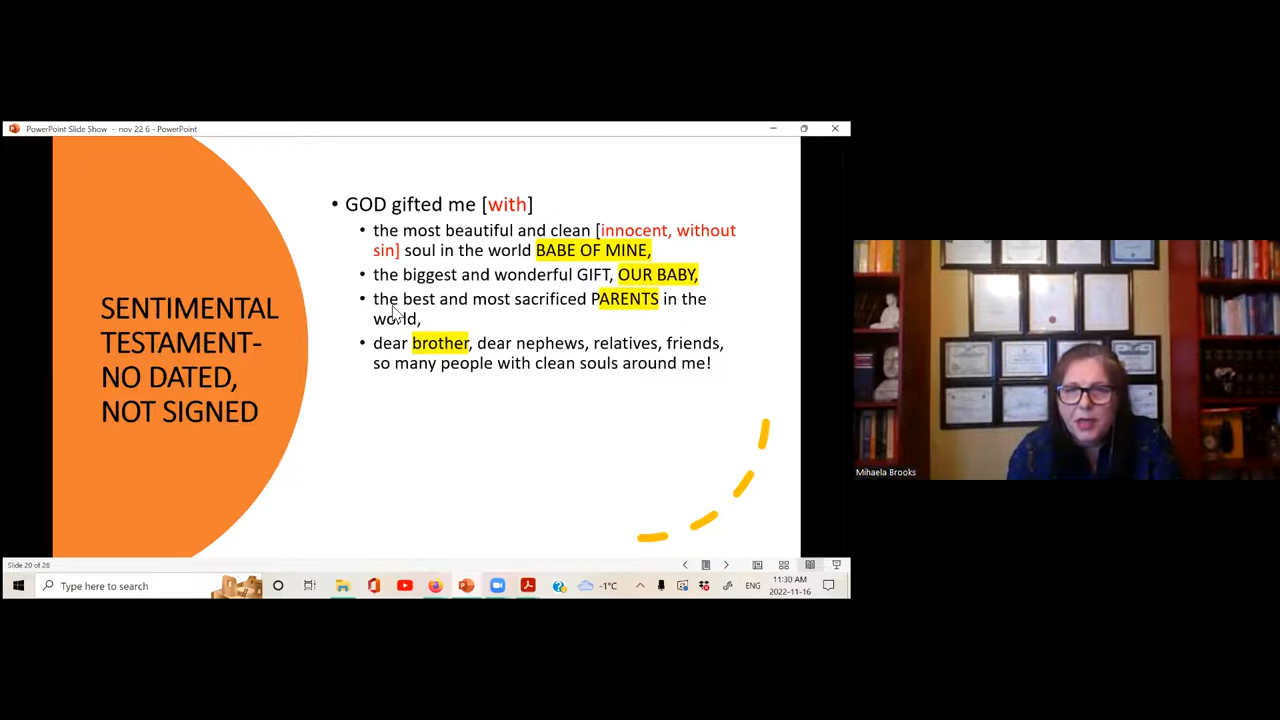 PowerPoint Slide Show - nov 22 6 - PowerPoint
SENTIMENTAL
TESTAMENT-
NO DATED,
NOT SIGNED
• GOD gifted me [with]
• the most beautiful and clean [innocent, without
sin] soul in the world BABE OF MINE,
• the biggest and wonderful GIFT, OUR BABY,
• the best and most sacrificed PARENTS in the
world,
• dear brother, dear nephews, relatives, friends,
so many people with clean souls around me!
Slide 20 of 28
Type here to search
-1°C
ENG
11:30 AM
2022-11-16
Mihaela Brooks